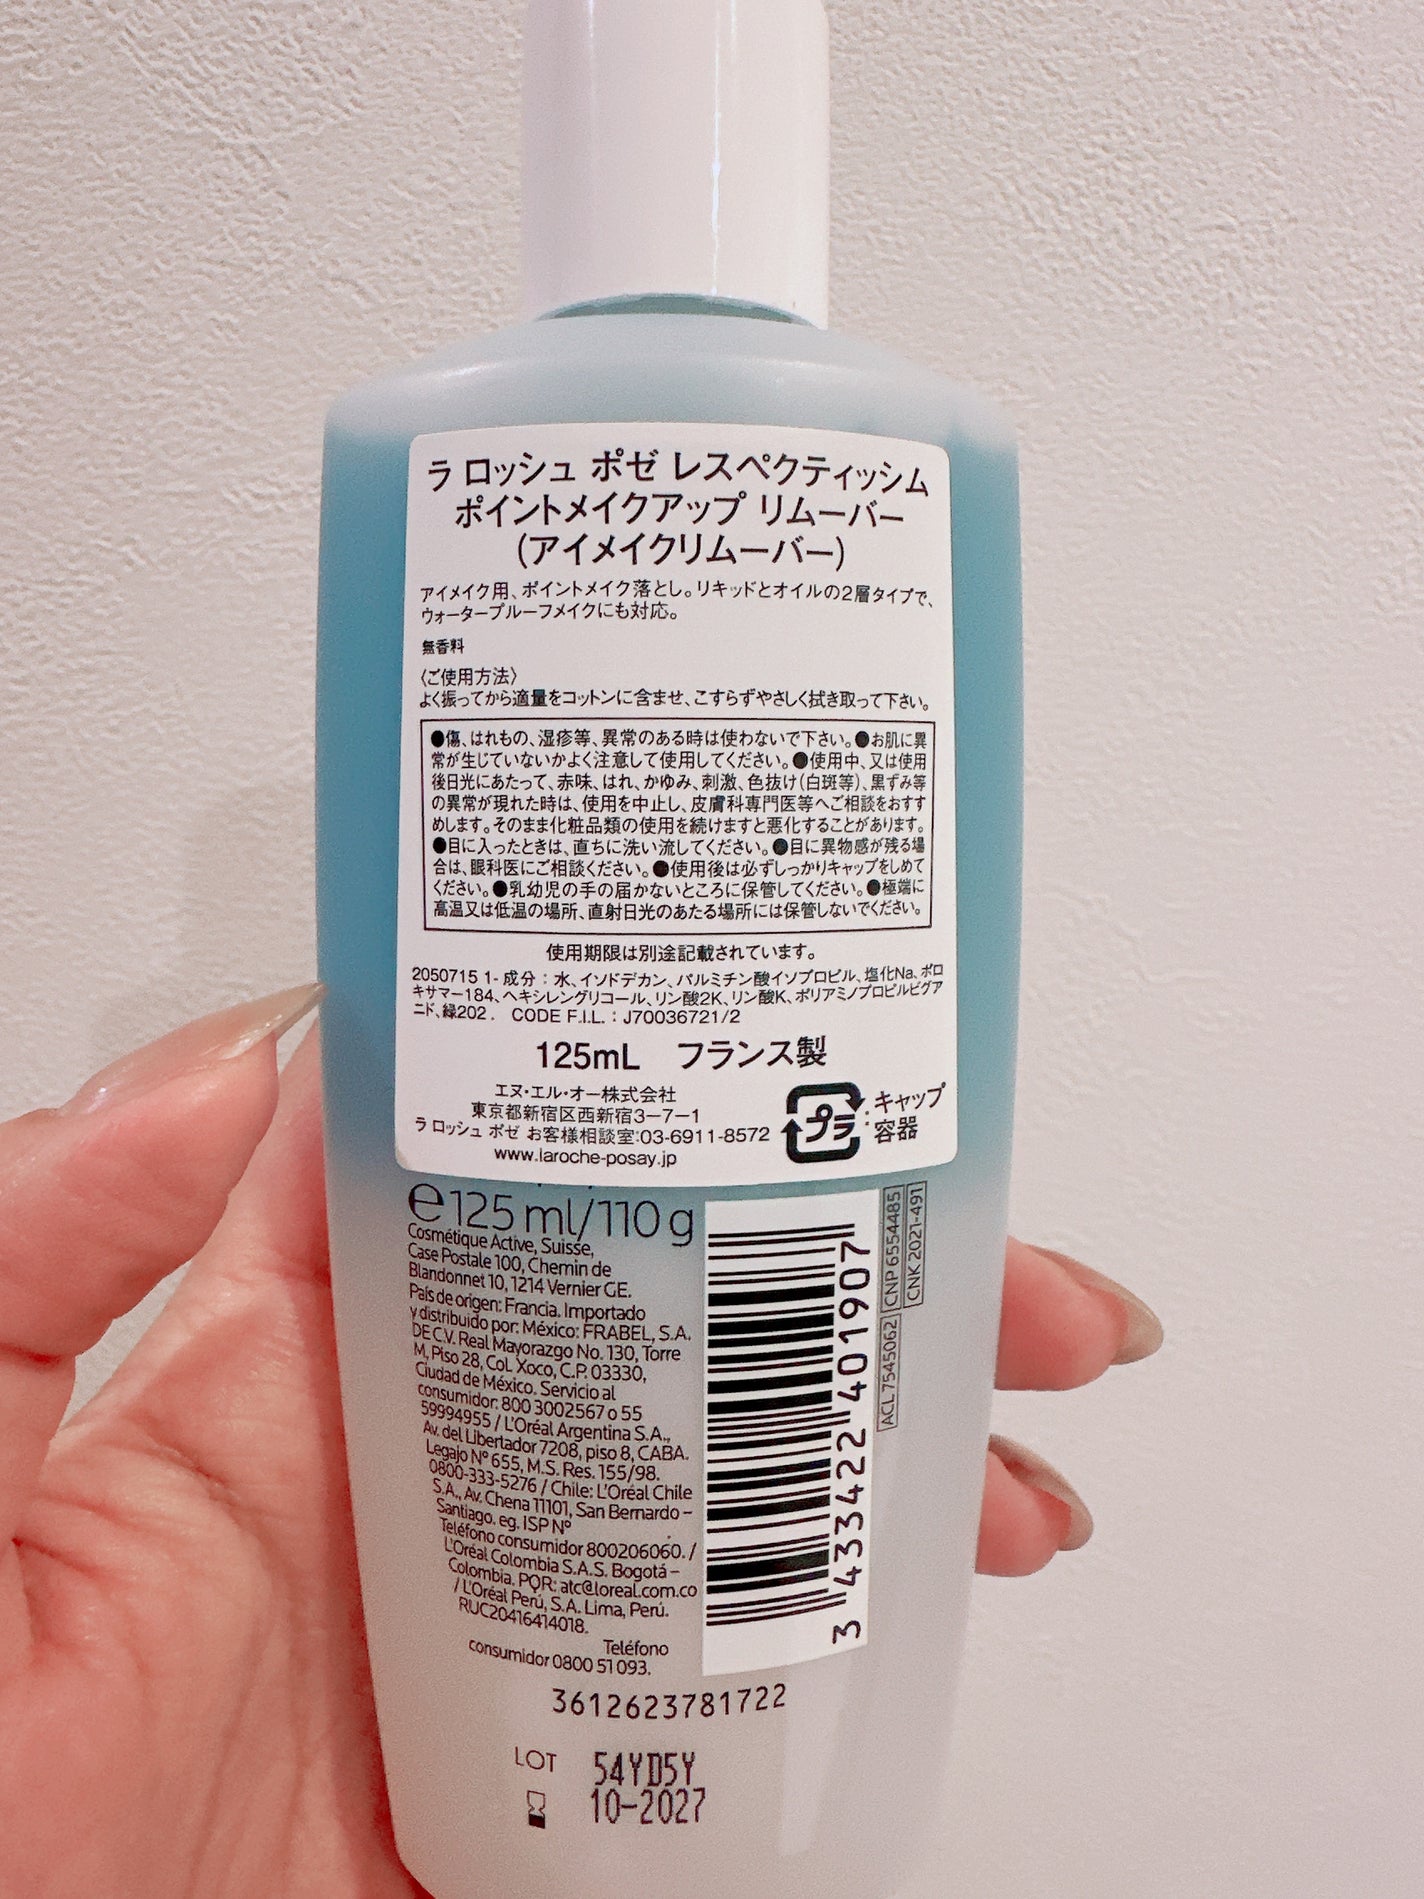 ラ ロッシュ ポゼ レスペクティッシム
ポイントメイクアップ リムーバー
(アイメイクリムーバー)
アイメイク用、ポイントメイク落とし。リキッドとオイルの2層タイプで、
ウォータープルーフメイクにも対応。
無香料
〈ご使用方法〉
よく振ってから適量をコットンに含ませ、こすらずやさしく拭き取って下さい。
●傷、はれもの、湿疹等、異常のある時は使わないで下さい。●お肌に異
常が生じていないかよく注意して使用してください。●使用中、又は使用
後日光にあたって、赤味、はれ、かゆみ、刺激、色抜け(白斑等)、黒ずみ等
の異常が現れた時は、使用を中止し、皮膚科専門医等へご相談をおすす
めします。そのまま化粧品類の使用を続けますと悪化することがあります。
●目に入ったときは、直ちに洗い流してください。●目に異物感が残る場
合は、眼科医にご相談ください。●使用後は必ずしっかりキャップをしめて
ください。●乳幼児の手の届かないところに保管してください。●極端に
高温又は低温の場所、直射日光のあたる場所には保管しないでください。
使用期限は別途記載されています。
2050715 1- 成分：水、イソドデカン、パルミチン酸イソプロピル、塩化Na、ポロ
キサマー184、ヘキシレングリコール、リン酸2K、リン酸K、ポリアミノプロピルビグア
ニド、緑202. CODE F.I.L. : J70036721/2
125mL フランス製
エヌ・エル・オー株式会社
東京都新宿区西新宿3-7-1
ラ ロッシュ ポゼ お客様相談室:03-6911-8572
www.laroche-posay.jp
プラ : キャップ
容器
℮125 ml/110 g
Cosmétique Active, Suisse,
Case Postale 100, Chemin de
Blandonnet 10, 1214 Vernier GE.
País de origen: Francia. Importado
y distribuido por: México: FRABEL, S.A.
DE C.V. Real Mayorazgo No. 130, Torre
M, Piso 28, Col. Xoco, C.P. 03330,
Ciudad de México. Servicio al
consumidor: 800 3002567 o 55
59994955 / L'Oréal Argentina S.A.,
Av. del Libertador 7208, piso 8, CABA.
Legajo Nº 655, M.S. Res. 155/98.
0800-333-5276 / Chile: L'Oréal Chile
S.A., Av. Chena 11101, San Bernardo –
Santiago. eg. ISP Nº
Teléfono consumidor 800206060. /
L'Oréal Colombia S.A.S. Bogotá –
Colombia. PQR: atc@loreal.com.co
/ L'Oréal Perú, S.A. Lima, Perú.
RUC20416414018.
Teléfono
consumidor 0800 51 093.
3 433422 401907
ACL 7545062
CNP 6554485
CNK 2021-491
3612623781722
LOT 54YD5Y
10-2027